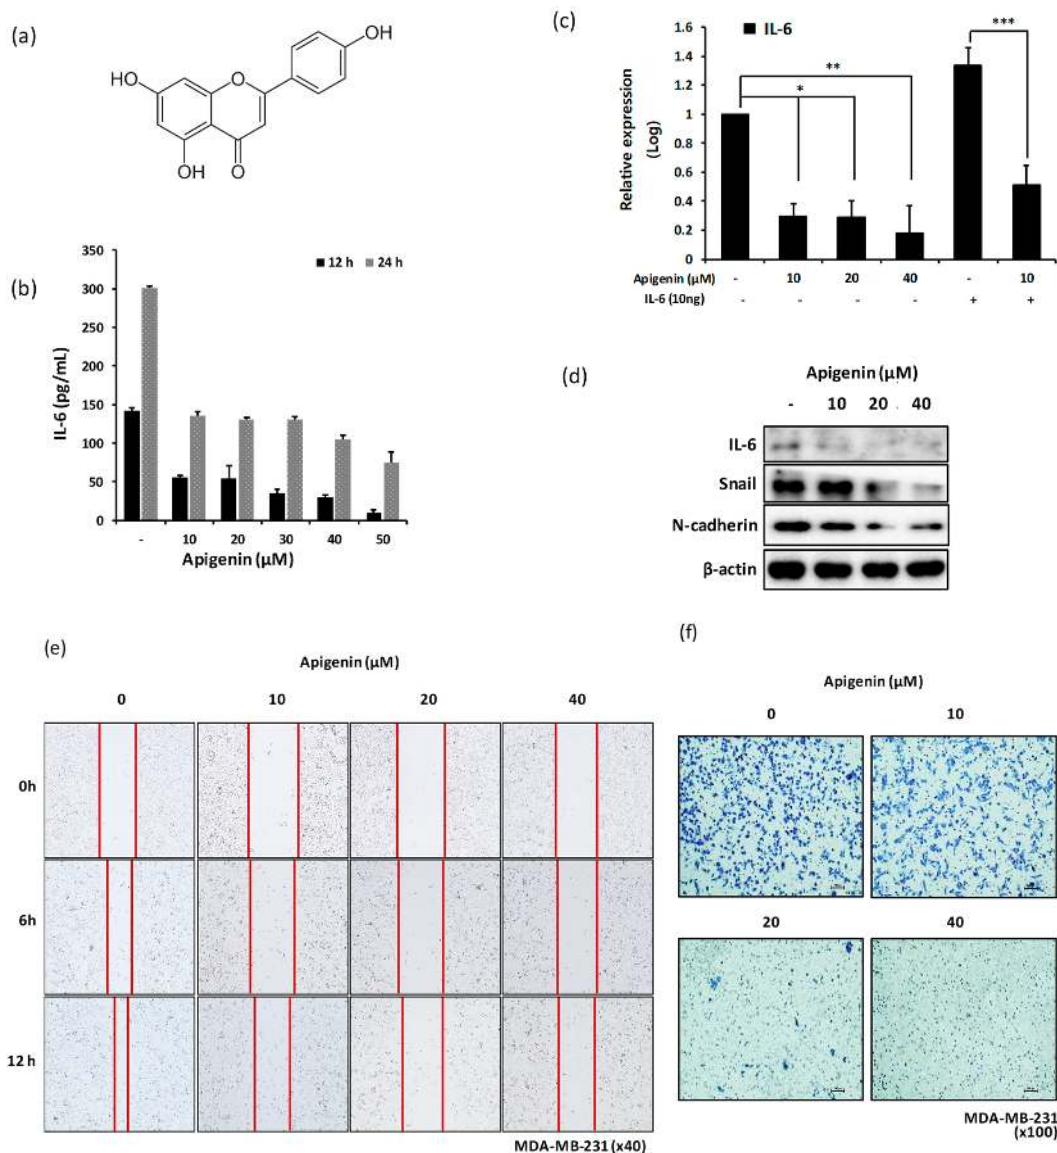 (a)
OH
HO
O
OH
O
(b)
350
300
250
200
150
100
50
0
IL-6 (pg/mL)
12 h
24 h
-
10
20
30
40
50
Apigenin (μM)
(c)
IL-6
1.6
1.4
1.2
1
0.8
0.6
0.4
0.2
0
Relative expression
(Log)
*
**
***
Apigenin (μM) - 10 20 40 - 10
IL-6 (10ng) - - - - + +
(d)
Apigenin (μM)
- 10 20 40
IL-6
Snail
N-cadherin
β-actin
(e)
Apigenin (μM)
0 10 20 40
0h
6h
12 h
MDA-MB-231 (x40)
(f)
Apigenin (μM)
0 10
20 40
MDA-MB-231
(x100)